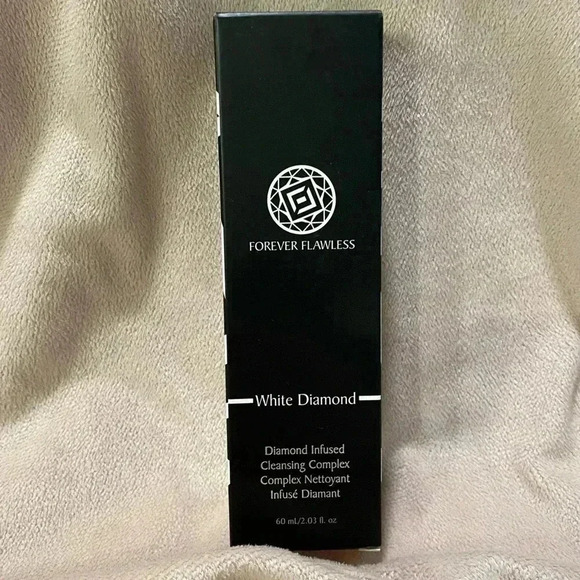 FOREVER FLAWLESS
White Diamond
Diamond Infused
Cleansing Complex
Complex Nettoyant
Infusé Diamant
60 mL/2.03 fl. oz